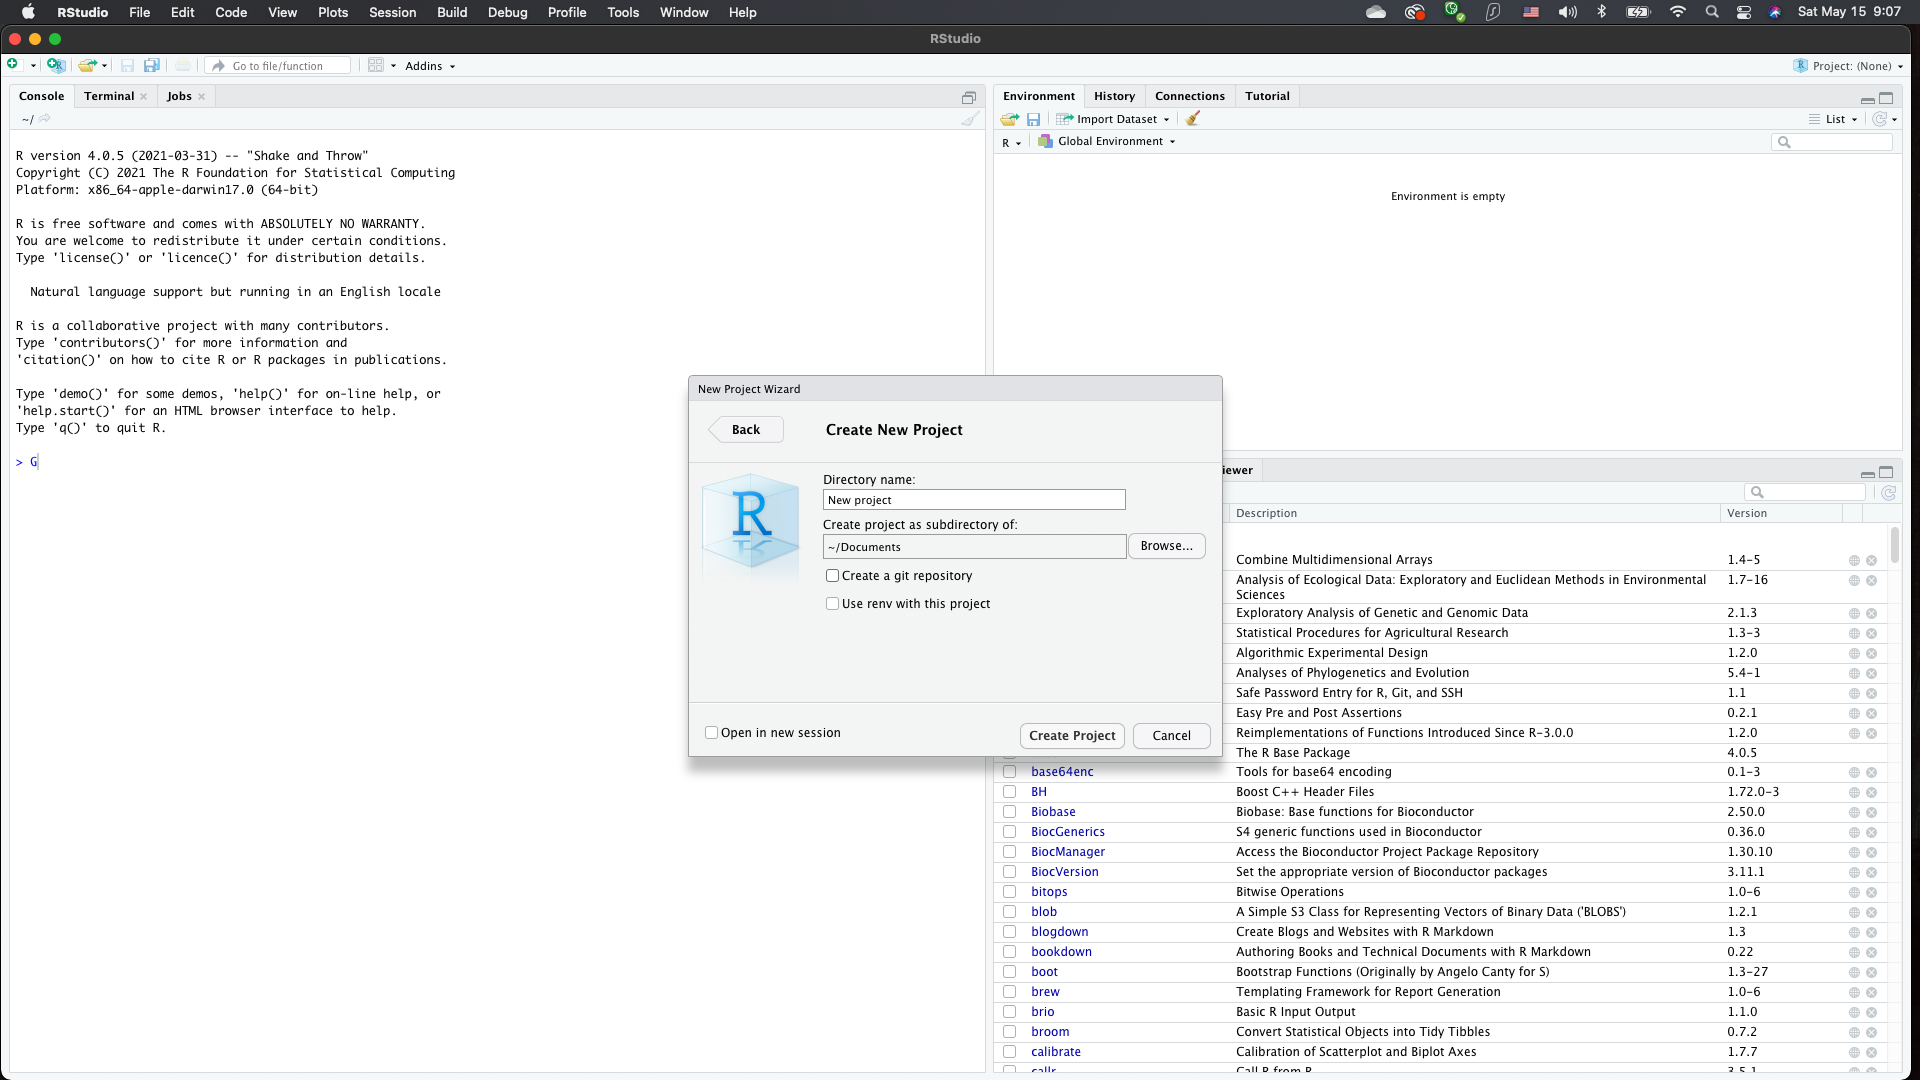 RStudio File Edit Code View Plots Session Build Debug Profile Tools Window Help Sat May 15 9:07
RStudio
Go to file/function Addins Project: (None)
Console Terminal Jobs
~/
R version 4.0.5 (2021-03-31) -- "Shake and Throw"
Copyright (C) 2021 The R Foundation for Statistical Computing
Platform: x86_64-apple-darwin17.0 (64-bit)
R is free software and comes with ABSOLUTELY NO WARRANTY.
You are welcome to redistribute it under certain conditions.
Type 'license()' or 'licence()' for distribution details.
Natural language support but running in an English locale
R is a collaborative project with many contributors.
Type 'contributors()' for more information and
'citation()' on how to cite R or R packages in publications.
Type 'demo()' for some demos, 'help()' for on-line help, or
'help.start()' for an HTML browser interface to help.
Type 'q()' to quit R.
> G
Environment History Connections Tutorial
Import Dataset List
R Global Environment
Environment is empty
New Project Wizard
Back Create New Project
R
Directory name:
New project
Create project as subdirectory of:
~/Documents Browse...
Create a git repository
Use renv with this project
Open in new session Create Project Cancel
iewer
Description Version
Combine Multidimensional Arrays 1.4-5
Analysis of Ecological Data: Exploratory and Euclidean Methods in Environmental 1.7-16
Sciences
Exploratory Analysis of Genetic and Genomic Data 2.1.3
Statistical Procedures for Agricultural Research 1.3-3
Algorithmic Experimental Design 1.2.0
Analyses of Phylogenetics and Evolution 5.4-1
Safe Password Entry for R, Git, and SSH 1.1
Easy Pre and Post Assertions 0.2.1
Reimplementations of Functions Introduced Since R-3.0.0 1.2.0
The R Base Package 4.0.5
base64enc Tools for base64 encoding 0.1-3
BH Boost C++ Header Files 1.72.0-3
Biobase Biobase: Base functions for Bioconductor 2.50.0
BiocGenerics S4 generic functions used in Bioconductor 0.36.0
BiocManager Access the Bioconductor Project Package Repository 1.30.10
BiocVersion Set the appropriate version of Bioconductor packages 3.11.1
bitops Bitwise Operations 1.0-6
blob A Simple S3 Class for Representing Vectors of Binary Data ('BLOBS') 1.2.1
blogdown Create Blogs and Websites with R Markdown 1.3
bookdown Authoring Books and Technical Documents with R Markdown 0.22
boot Bootstrap Functions (Originally by Angelo Canty for S) 1.3-27
brew Templating Framework for Report Generation 1.0-6
brio Basic R Input Output 1.1.0
broom Convert Statistical Objects into Tidy Tibbles 0.7.2
calibrate Calibration of Scatterplot and Biplot Axes 1.7.7
callr Call R from R 3.5.1